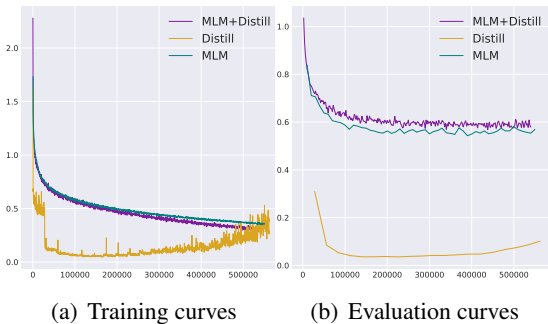 MLM+Distill
Distill
MLM
2.0
1.5
1.0
0.5
0.0
0 100000 200000 300000 400000 500000
(a) Training curves
MLM+Distill
Distill
MLM
1.0
0.8
0.6
0.4
0.2
0.0
0 100000 200000 300000 400000 500000
(b) Evaluation curves